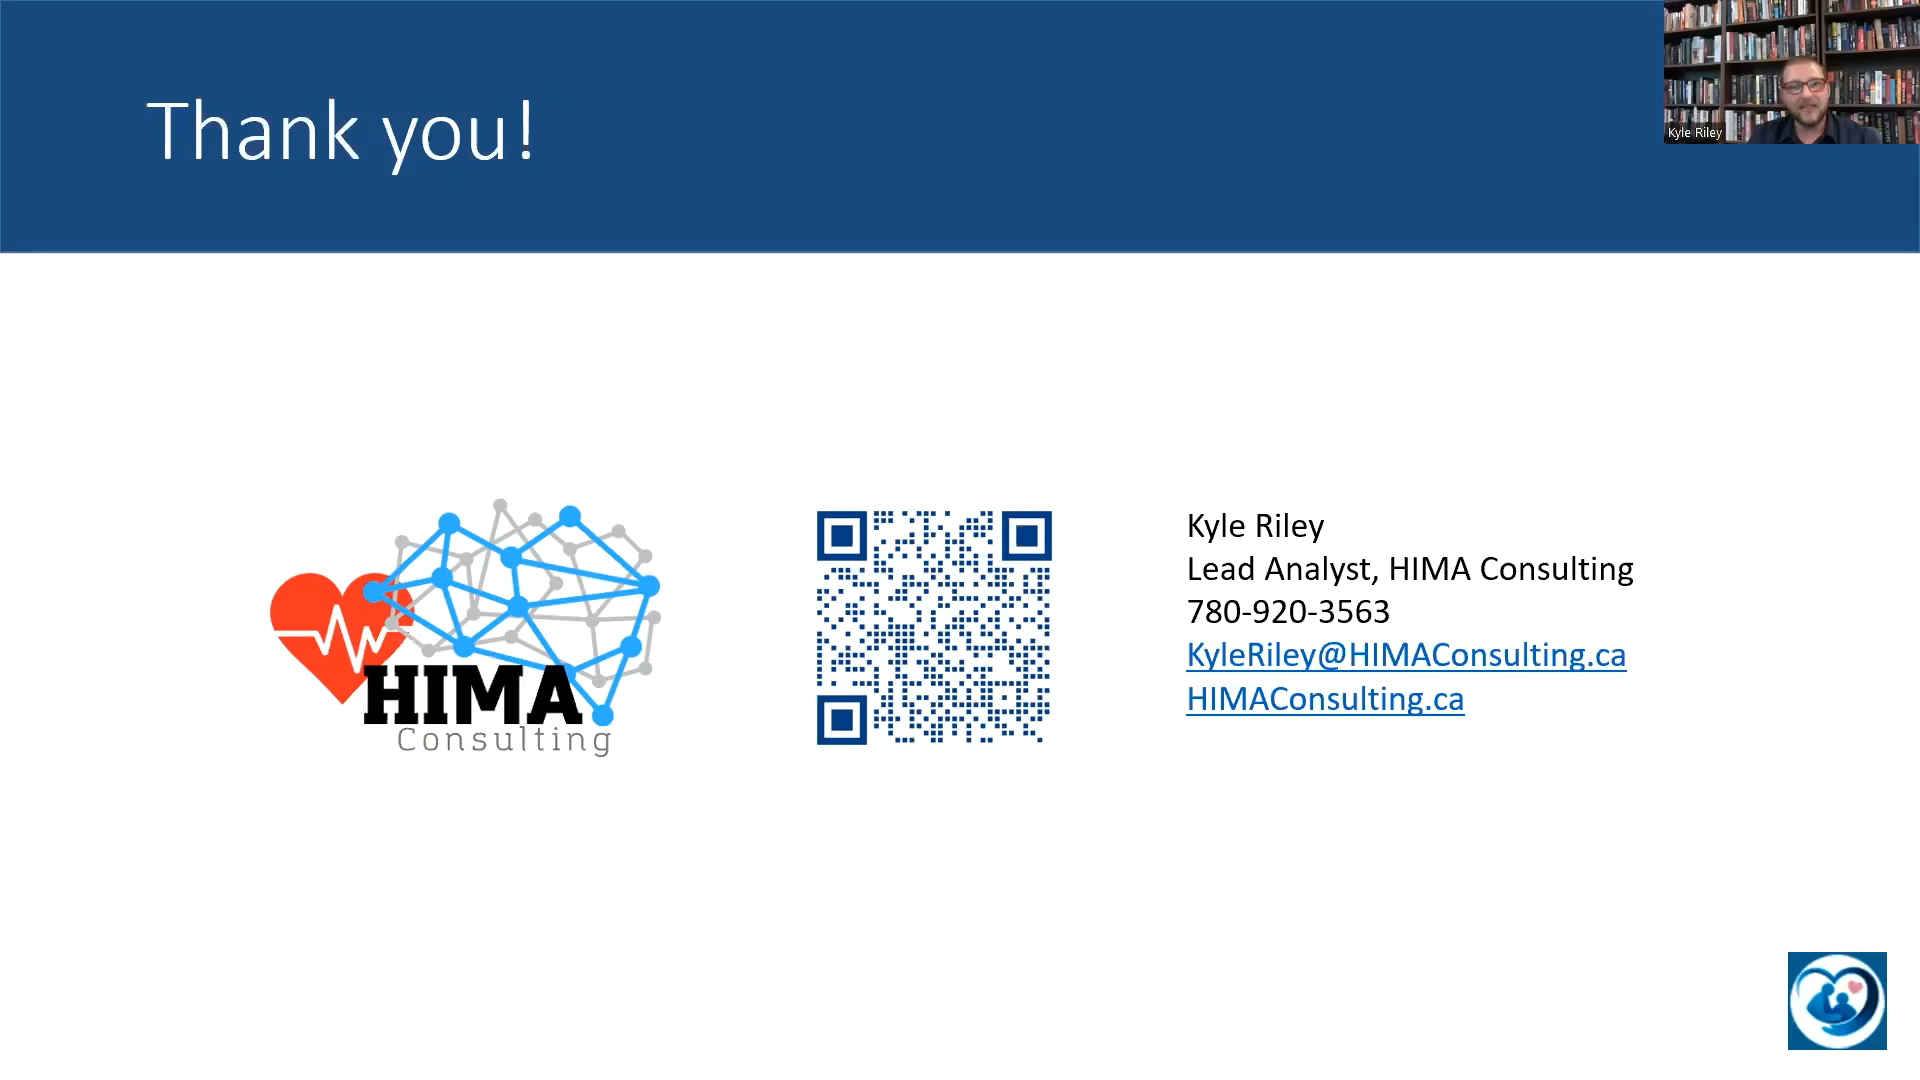 Thank you!
Kyle Riley
HIMA
Consulting
Kyle Riley
Lead Analyst, HIMA Consulting
780-920-3563
KyleRiley@HIMAConsulting.ca
HIMAConsulting.ca